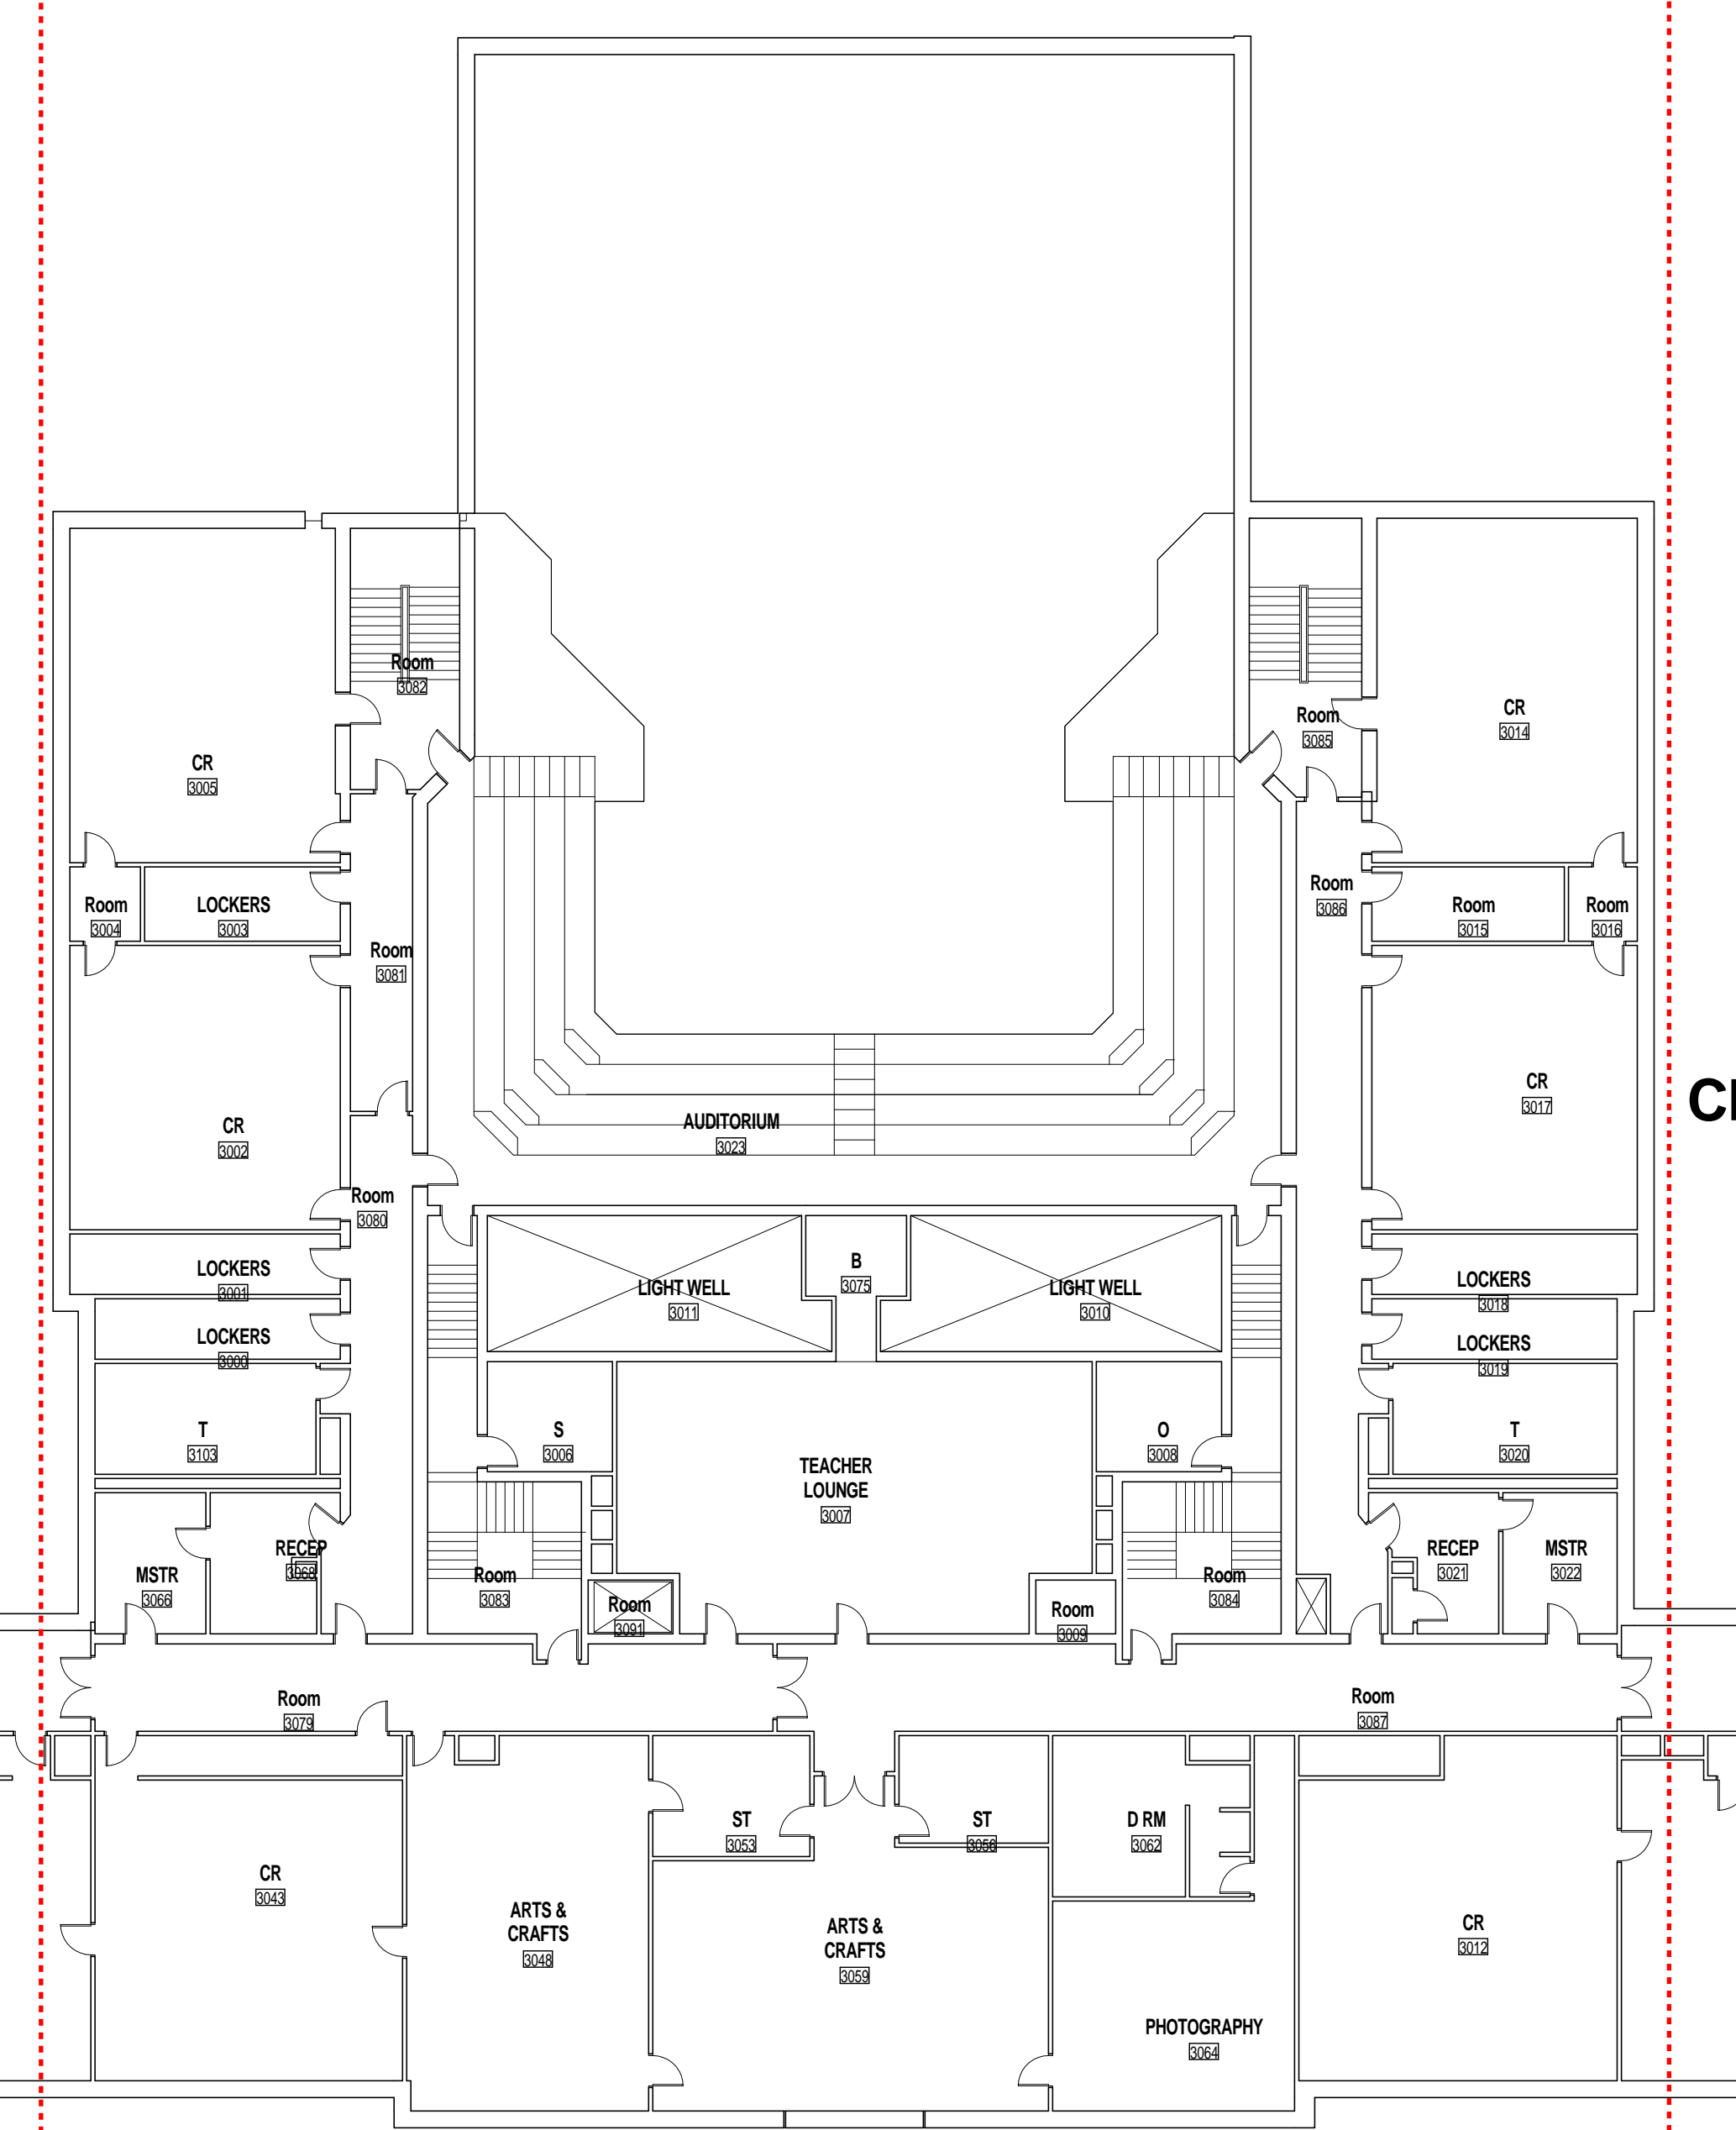 Room
3082
CR
3005
Room
3085
CR
3014
Room
3004
LOCKERS
3003
Room
3081
Room
3086
Room
3015
Room
3016
CR
3002
AUDITORIUM
3023
CR
3017
Room
3080
LOCKERS
3001
LIGHT WELL
3011
B
3075
LIGHT WELL
3010
LOCKERS
3018
LOCKERS
3000
LOCKERS
3019
T
3103
S
3006
TEACHER
LOUNGE
3007
O
3008
T
3020
MSTR
3066
RECEP
3068
Room
3083
Room
3091
Room
3009
Room
3084
RECEP
3021
MSTR
3022
Room
3079
Room
3087
CR
3043
ARTS &
CRAFTS
3048
ST
3053
ST
3056
D RM
3062
ARTS &
CRAFTS
3059
CR
3012
PHOTOGRAPHY
3064